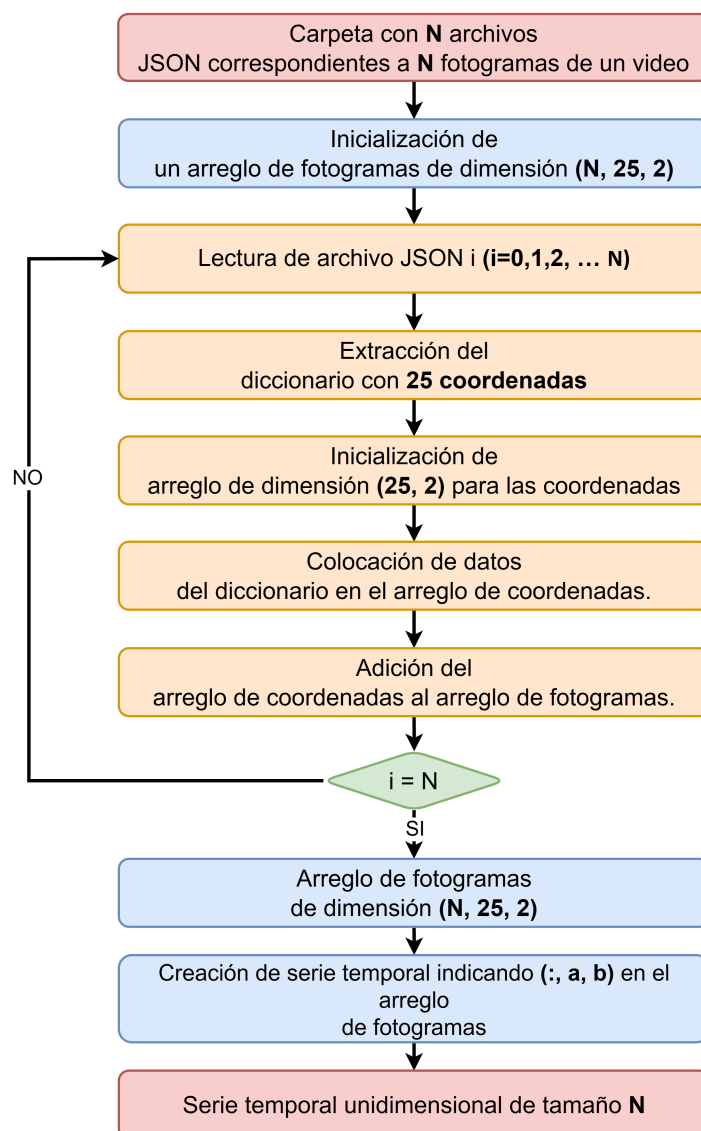 Carpeta con N archivos
JSON correspondientes a N fotogramas de un video
Inicialización de
un arreglo de fotogramas de dimensión (N, 25, 2)
Lectura de archivo JSON i (i=0,1,2, … N)
Extracción del
diccionario con 25 coordenadas
Inicialización de
arreglo de dimensión (25, 2) para las coordenadas
NO
Colocación de datos
del diccionario en el arreglo de coordenadas.
Adición del
arreglo de coordenadas al arreglo de fotogramas.
i = N
SI
Arreglo de fotogramas
de dimensión (N, 25, 2)
Creación de serie temporal indicando (:, a, b) en el
arreglo
de fotogramas
Serie temporal unidimensional de tamaño N